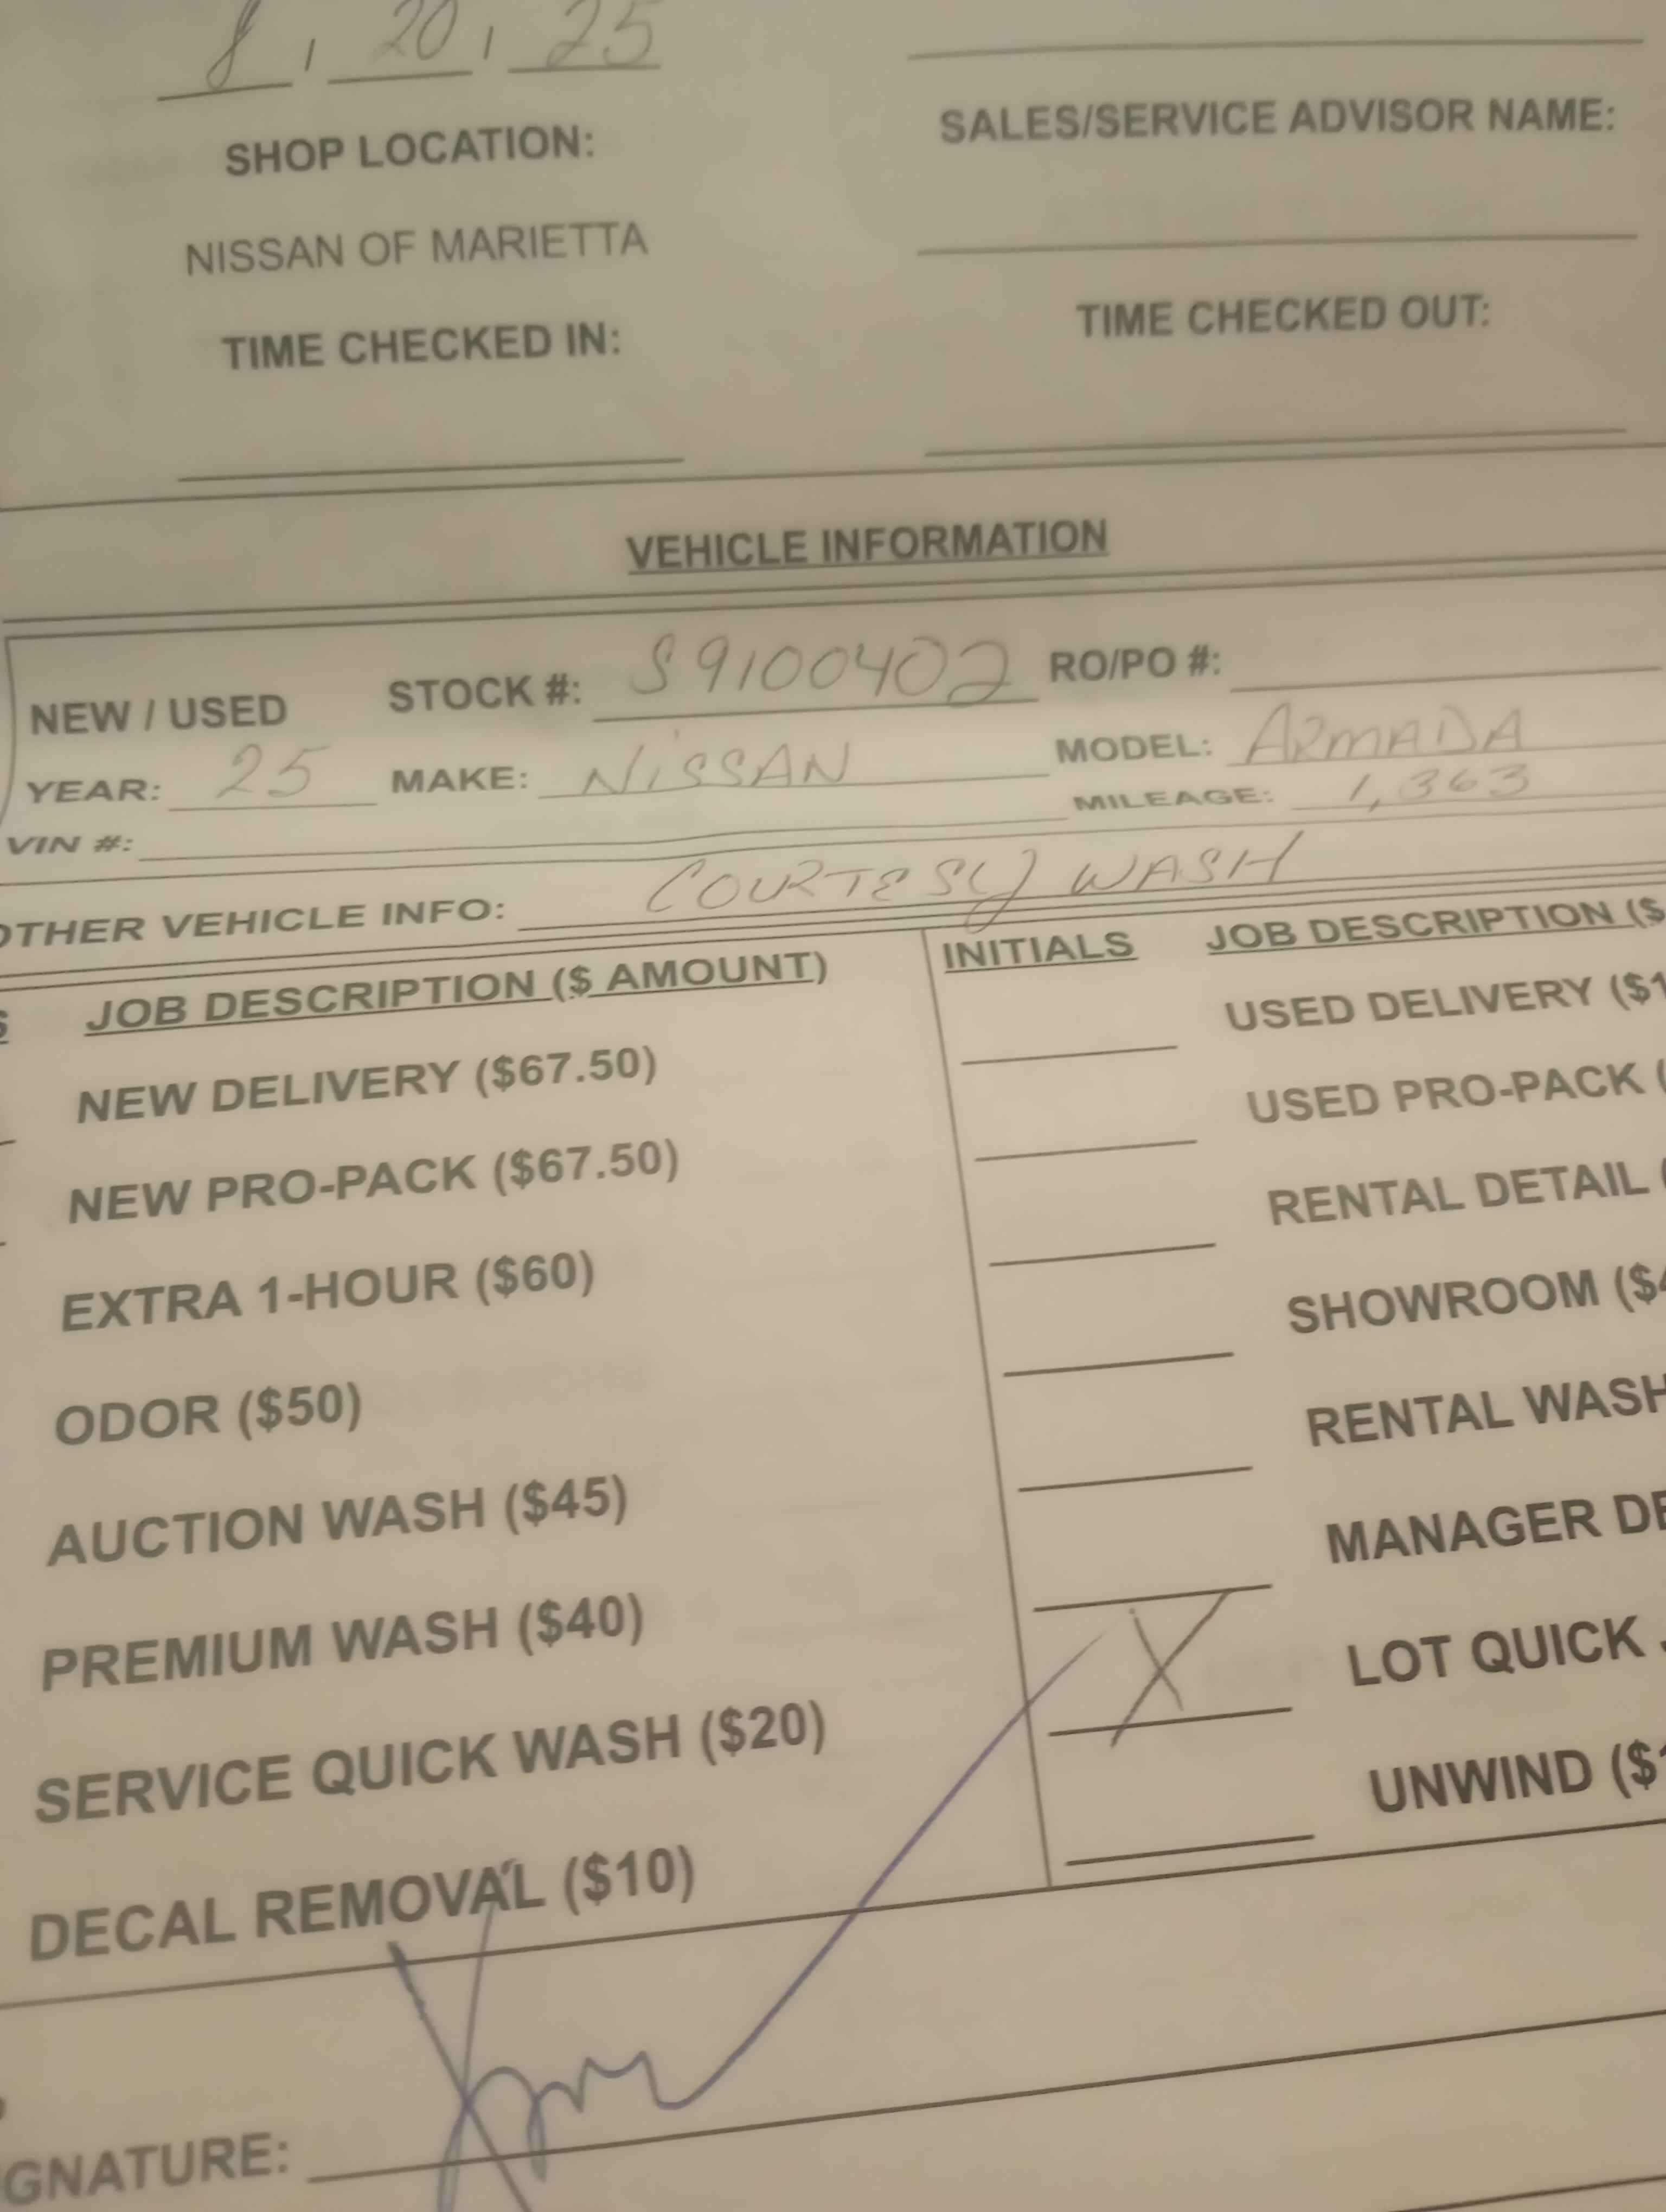 8, 20, 25
SHOP LOCATION:
SALES/SERVICE ADVISOR NAME:
NISSAN OF MARIETTA
TIME CHECKED IN:
TIME CHECKED OUT:
VEHICLE INFORMATION
NEW / USED STOCK #: S9100402 RO/PO #:
YEAR: 25 MAKE: NiSSAN MODEL: ARMADA
VIN #: MILEAGE: 1,363
OTHER VEHICLE INFO: COURTESY WASH
JOB DESCRIPTION ($ AMOUNT)
NEW DELIVERY ($67.50)
NEW PRO-PACK ($67.50)
EXTRA 1-HOUR ($60)
ODOR ($50)
AUCTION WASH ($45)
PREMIUM WASH ($40)
SERVICE QUICK WASH ($20)
DECAL REMOVAL ($10)
INITIALS JOB DESCRIPTION ($
USED DELIVERY ($1
USED PRO-PACK (
RENTAL DETAIL (
SHOWROOM ($4
RENTAL WASH
MANAGER DE
X LOT QUICK
UNWIND ($1
GNATURE: